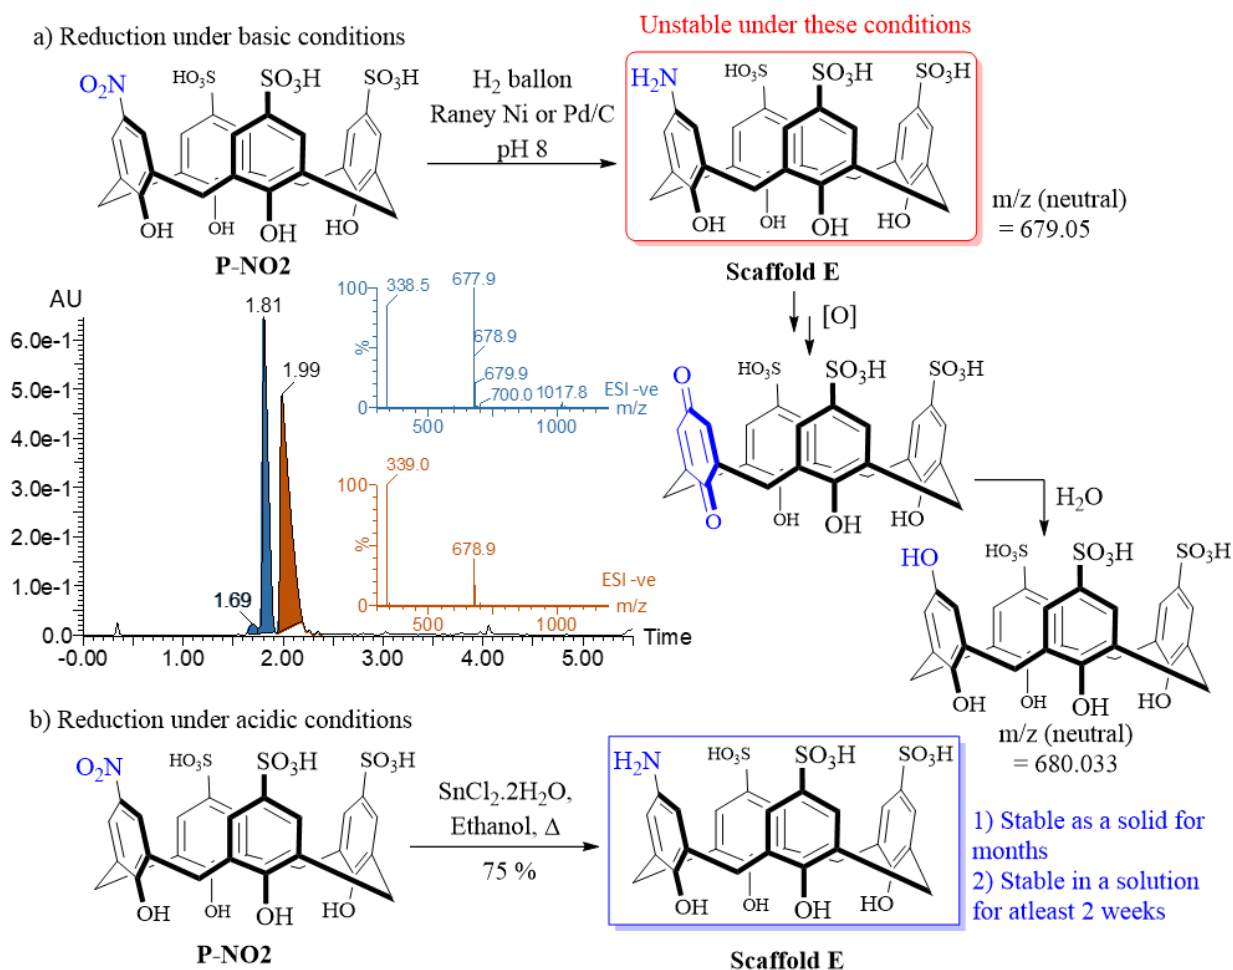 a) Reduction under basic conditions
Unstable under these conditions
O₂N
HO₃S
SO₃H
SO₃H
OH
OH
OH
HO
P-NO2
H₂ ballon
Raney Ni or Pd/C
pH 8
H₂N
HO₃S
SO₃H
SO₃H
OH
OH
OH
HO
Scaffold E
m/z (neutral)
= 679.05
[O]
O
O
HO₃S
SO₃H
SO₃H
OH
OH
HO
H₂O
HO
HO₃S
SO₃H
SO₃H
OH
OH
OH
HO
m/z (neutral)
= 680.033
AU
6.0e-1
5.0e-1
4.0e-1
3.0e-1
2.0e-1
1.0e-1
0.0
-0.00
1.00
2.00
3.00
4.00
5.00
Time
1.81
1.99
1.69
100
%
0
338.5
677.9
678.9
679.9
700.0
1017.8
ESI -ve
m/z
500
1000
100
%
0
339.0
678.9
ESI -ve
m/z
500
1000
b) Reduction under acidic conditions
O₂N
HO₃S
SO₃H
SO₃H
OH
OH
OH
HO
P-NO2
SnCl₂.2H₂O,
Ethanol, Δ
75 %
H₂N
HO₃S
SO₃H
SO₃H
OH
OH
OH
HO
Scaffold E
1) Stable as a solid for
months
2) Stable in a solution
for atleast 2 weeks